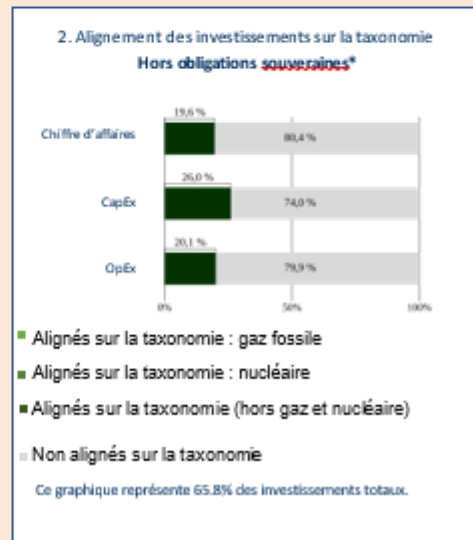 2. Alignement des investissements sur la taxonomie
Hors obligations souveraines*
19,6 %
Chiffre d'affaires
80,4 %
26,0 %
CapEx
74,0 %
20,1 %
OpEx
79,9 %
0% 50% 100%
Alignés sur la taxonomie : gaz fossile
Alignés sur la taxonomie : nucléaire
Alignés sur la taxonomie (hors gaz et nucléaire)
Non alignés sur la taxonomie
Ce graphique représente 65.8% des investissements totaux.